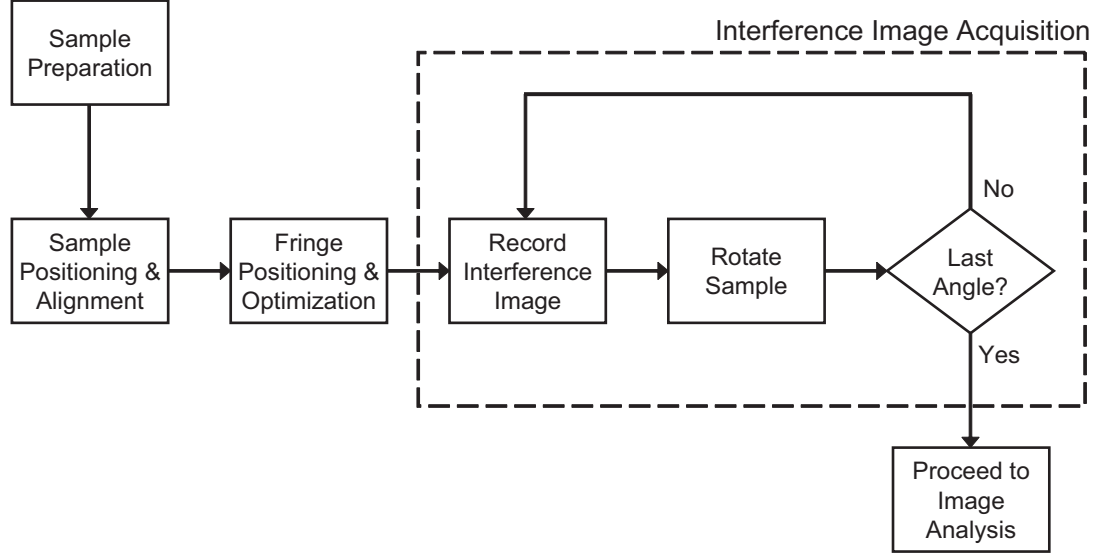 Interference Image Acquisition
Sample
Preparation
Sample
Positioning &
Alignment
Fringe
Positioning &
Optimization
Record
Interference
Image
Rotate
Sample
Last
Angle?
No
Yes
Proceed to
Image
Analysis